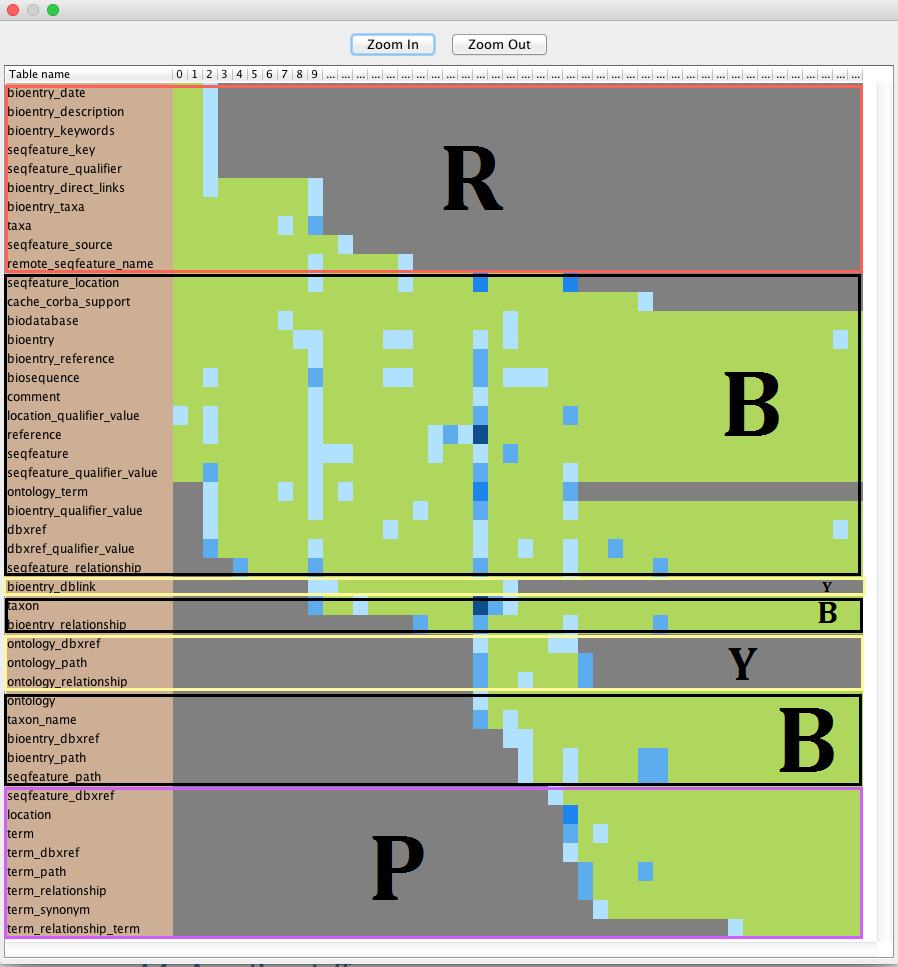 Zoom In Zoom Out
Table name 0 1 2 3 4 5 6 7 8 9 ... ... ... ... ... ... ... ... ... ... ... ... ... ... ... ... ... ... ... ... ... ... ... ... ... ... ... ... ... ... ... ... ... ... ... ...
bioentry_date
bioentry_description
bioentry_keywords
seqfeature_key
seqfeature_qualifier
bioentry_direct_links
bioentry_taxa
taxa
seqfeature_source
remote_seqfeature_name
R
seqfeature_location
cache_corba_support
biodatabase
bioentry
bioentry_reference
biosequence
comment
location_qualifier_value
reference
seqfeature
seqfeature_qualifier_value
ontology_term
bioentry_qualifier_value
dbxref
dbxref_qualifier_value
seqfeature_relationship
B
bioentry_dblink Y
taxon
bioentry_relationship
B
ontology_dbxref
ontology_path
ontology_relationship
Y
ontology
taxon_name
bioentry_dbxref
bioentry_path
seqfeature_path
B
seqfeature_dbxref
location
term
term_dbxref
term_path
term_relationship
term_synonym
term_relationship_term
P